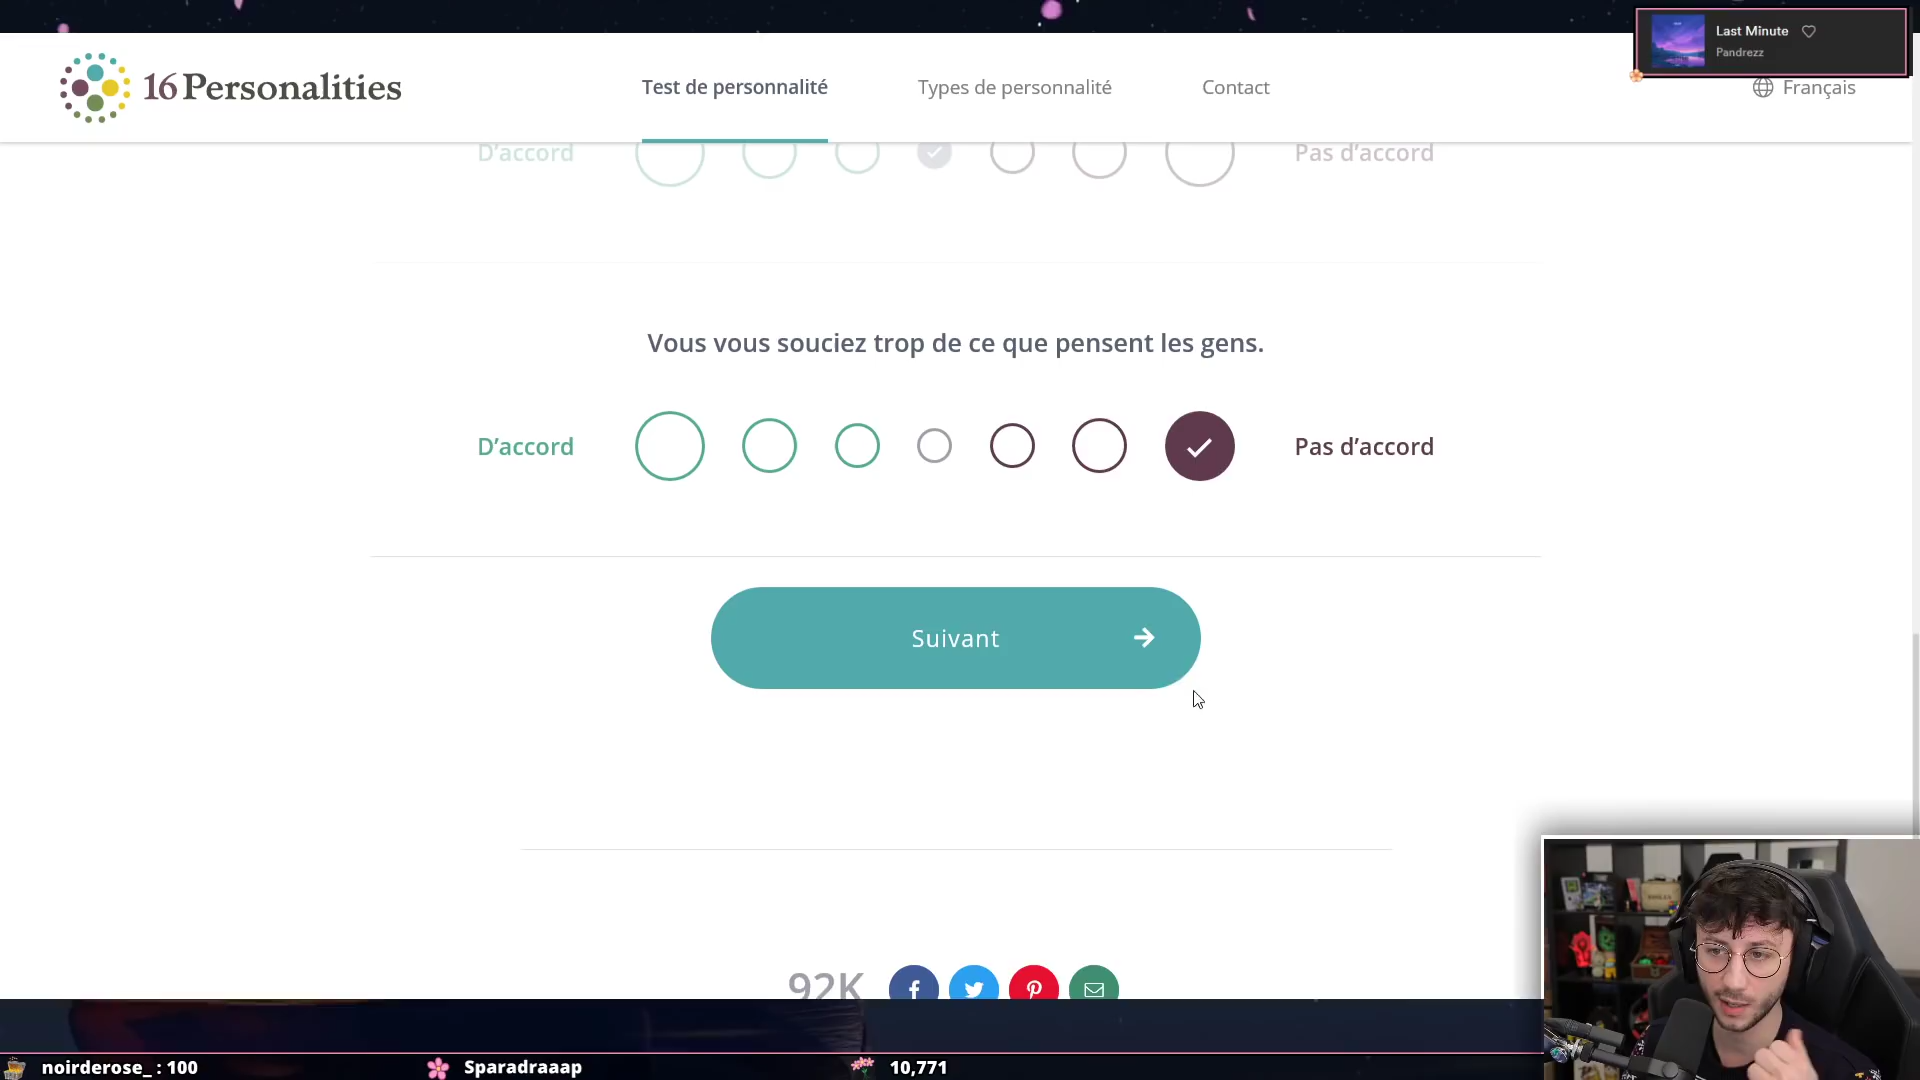 Last Minute
Pandrezz
16Personalities
Test de personnalité
Types de personnalité
Contact
Français
D'accord
Pas d'accord
Vous vous souciez trop de ce que pensent les gens.
D'accord
Pas d'accord
Suivant
92K
noirderose_ : 100
Sparadraaap
10,771